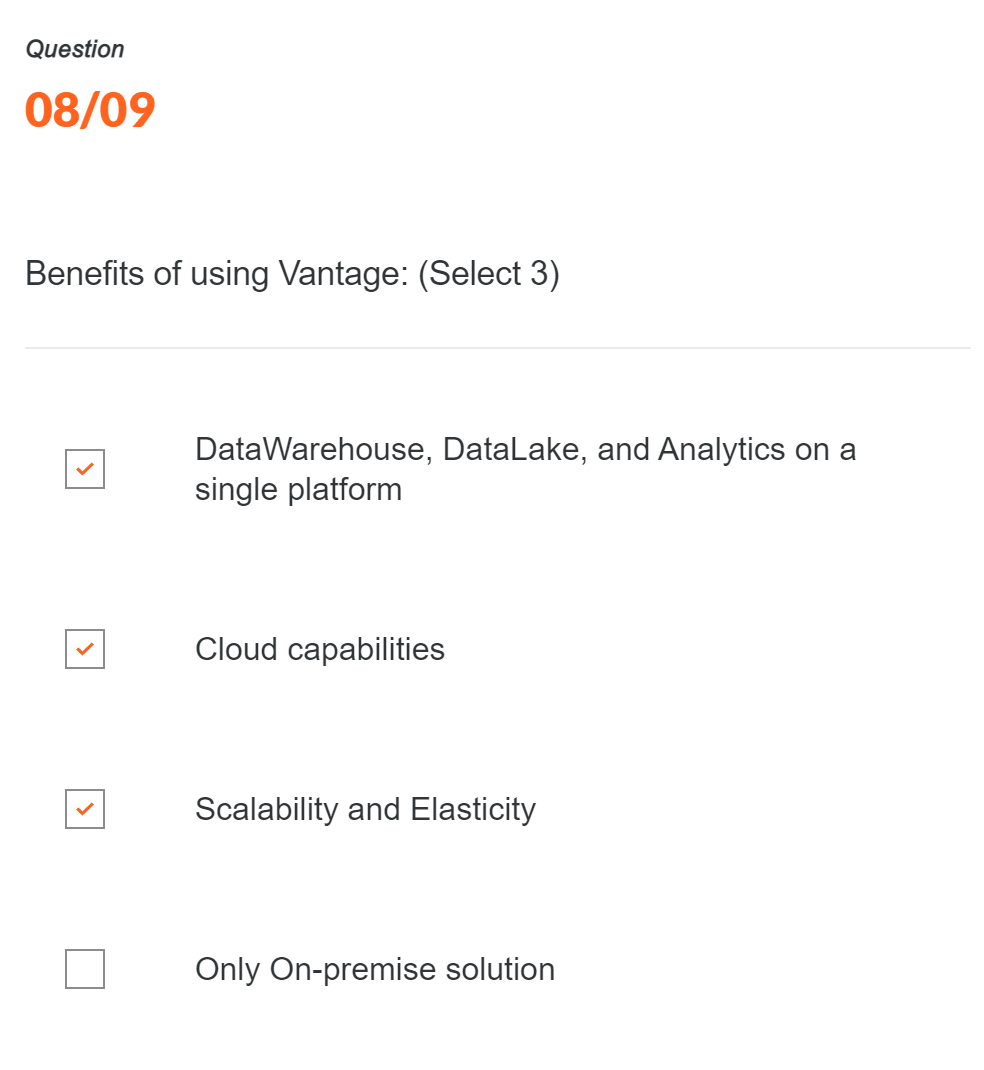 Question
08/09
Benefits of using Vantage: (Select 3)
DataWarehouse, DataLake, and Analytics on a
single platform
Cloud capabilities
Scalability and Elasticity
Only On-premise solution